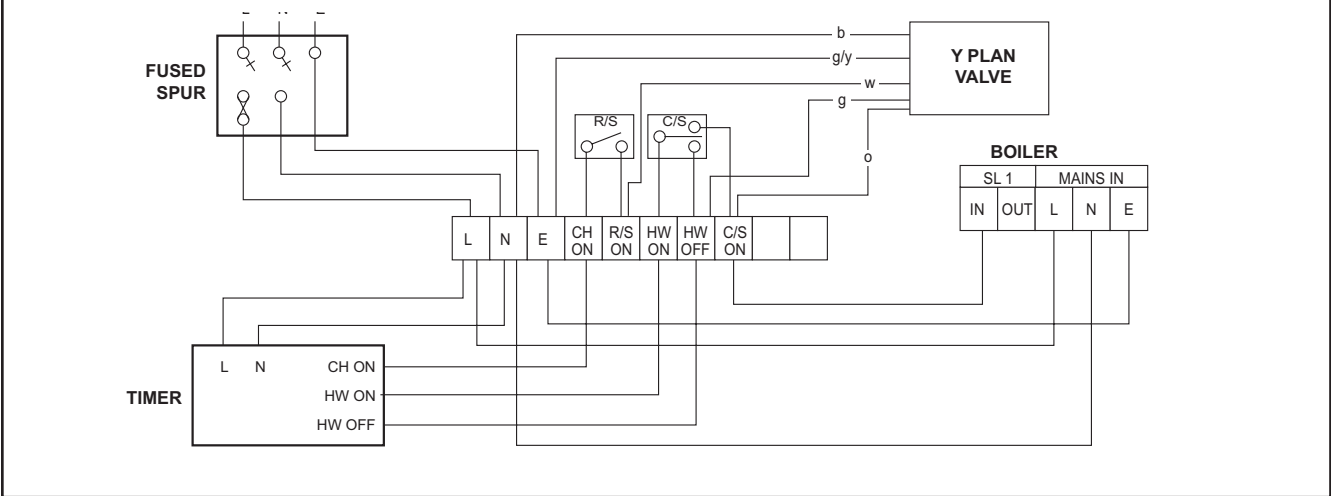 FUSED
SPUR
b
g/y
w
g
o
Y PLAN
VALVE
R/S
C/S
BOILER
SL 1 MAINS IN
IN OUT L N E
L N E CH ON R/S ON HW ON HW OFF C/S ON
TIMER
L N CH ON
HW ON
HW OFF